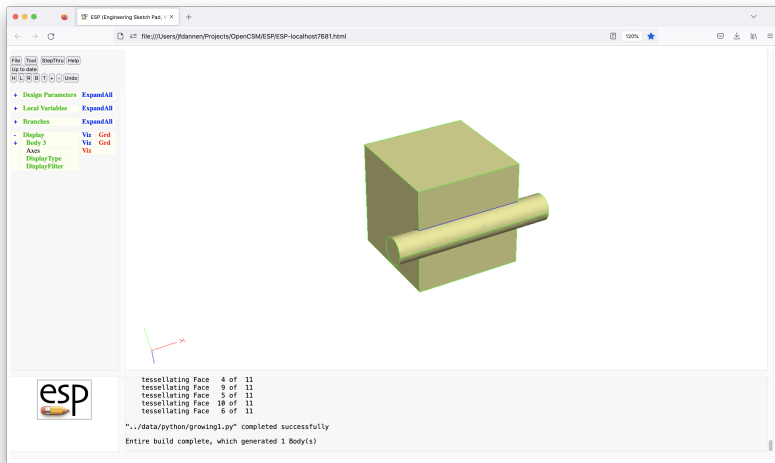 ESP (Engineering Sketch Pad, V
file:///Users/jfdannen/Projects/OpenCSM/ESP/ESP-localhost7681.html
120%
File Tool StepThru Help
Up to date
H L R B T + - Undo
+ Design Parameters ExpandAll
+ Local Variables ExpandAll
+ Branches ExpandAll
- Display Viz Grd
+ Body 3 Viz Grd
Axes Viz
DisplayType
DisplayFilter
X
esp
tessellating Face 4 of 11
tessellating Face 9 of 11
tessellating Face 5 of 11
tessellating Face 10 of 11
tessellating Face 6 of 11
"../data/python/growing1.py" completed successfully
Entire build complete, which generated 1 Body(s)